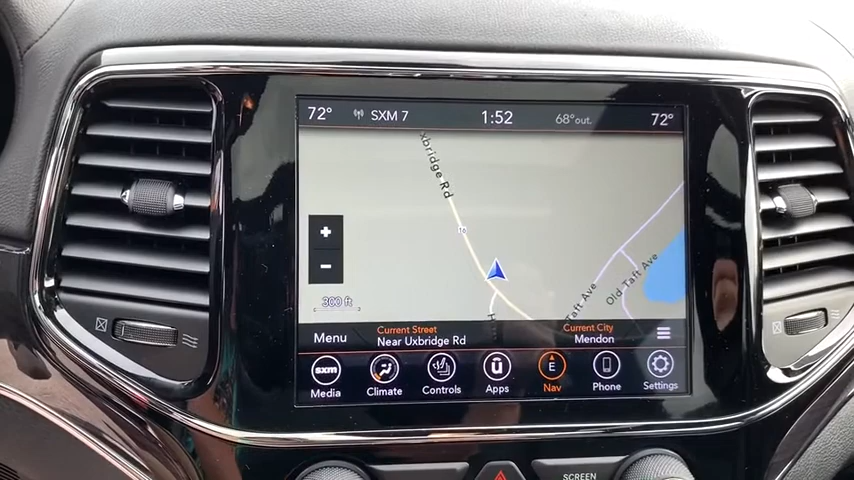 72° SXM 7 1:52 68°out. 72°
xbridge Rd
16
+
−
300 ft
Taft Ave
Old Taft Ave
H
Menu Current Street Current City
Near Uxbridge Rd Mendon
sxm E
Media Climate Controls Apps Nav Phone Settings
SCREEN